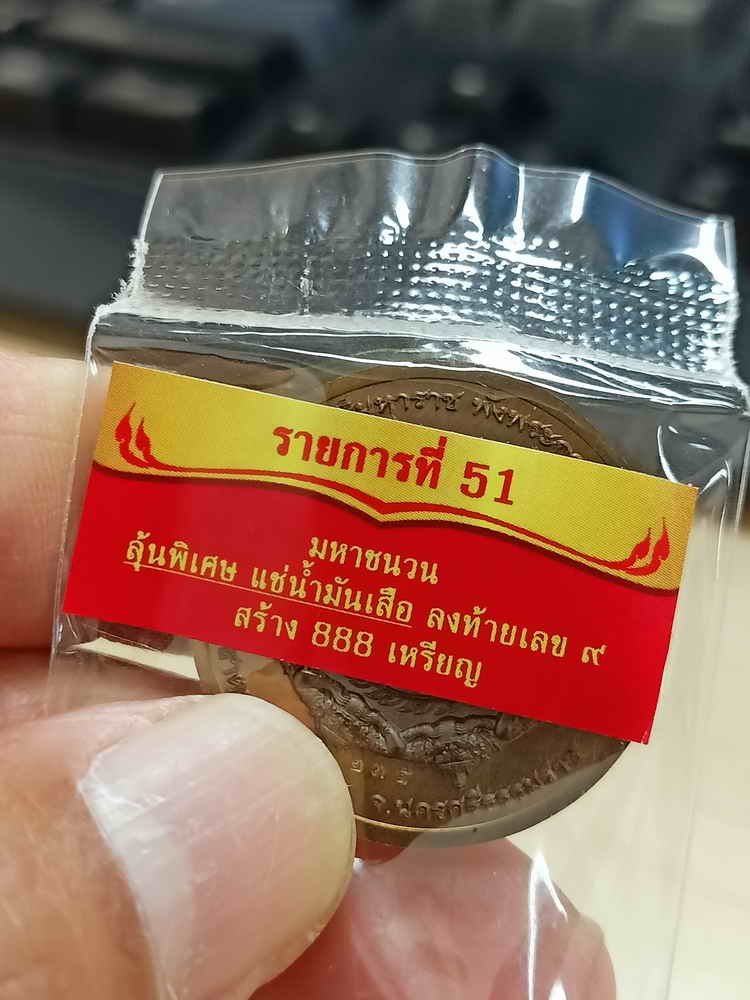 รายการที่ 51
มหาชนวน
ลุ้นพิเศษ แช่น้ำมันเสือ ลงท้ายเลข ๙
สร้าง 888 เหรียญ